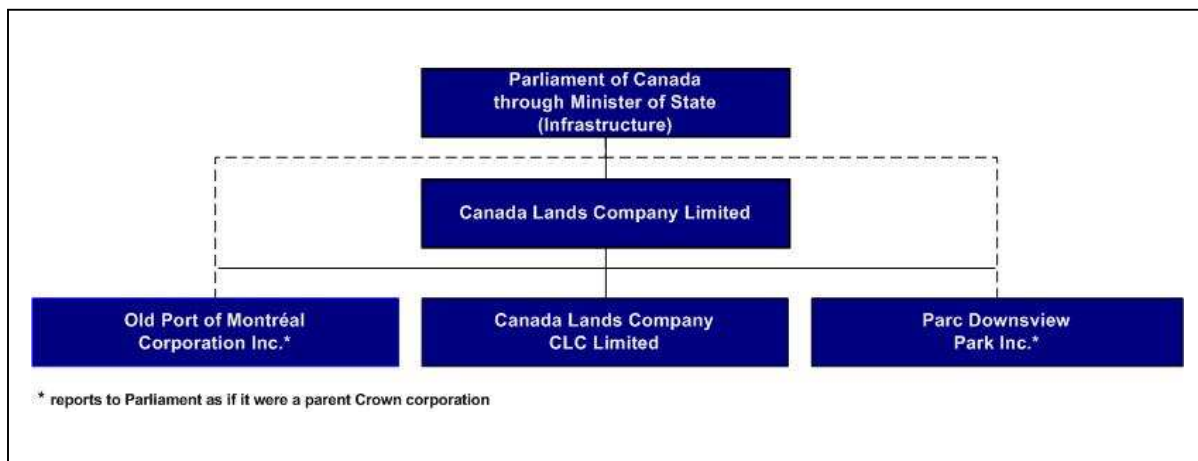 Parliament of Canada
through Minister of State
(Infrastructure)
Canada Lands Company Limited
Old Port of Montréal
Corporation Inc.*
Canada Lands Company
CLC Limited
Parc Downsview
Park Inc.*
* reports to Parliament as if it were a parent Crown corporation